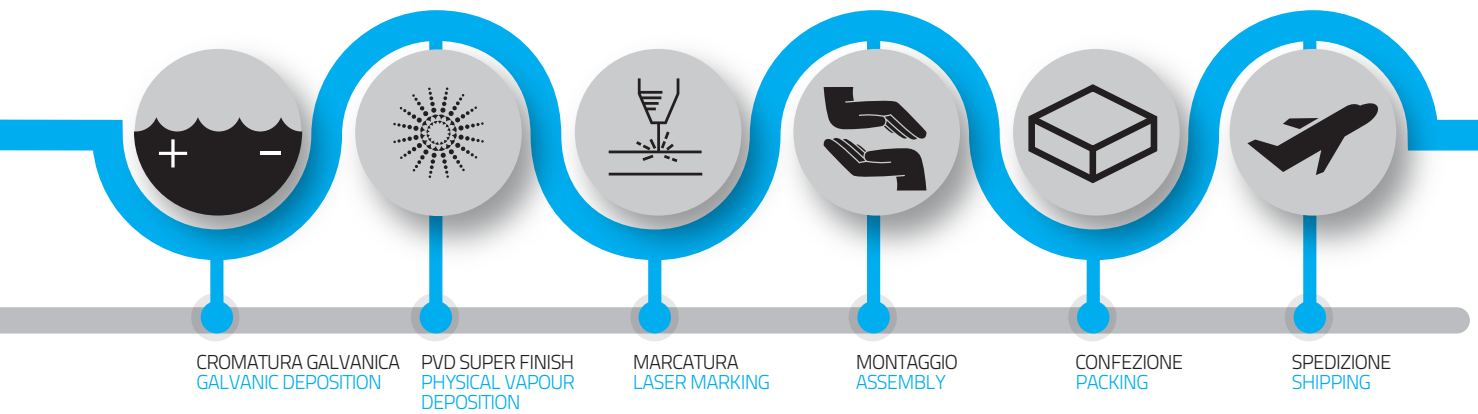 CROMATURA GALVANICA
GALVANIC DEPOSITION
PVD SUPER FINISH
PHYSICAL VAPOUR
DEPOSITION
MARCATURA
LASER MARKING
MONTAGGIO
ASSEMBLY
CONFEZIONE
PACKING
SPEDIZIONE
SHIPPING